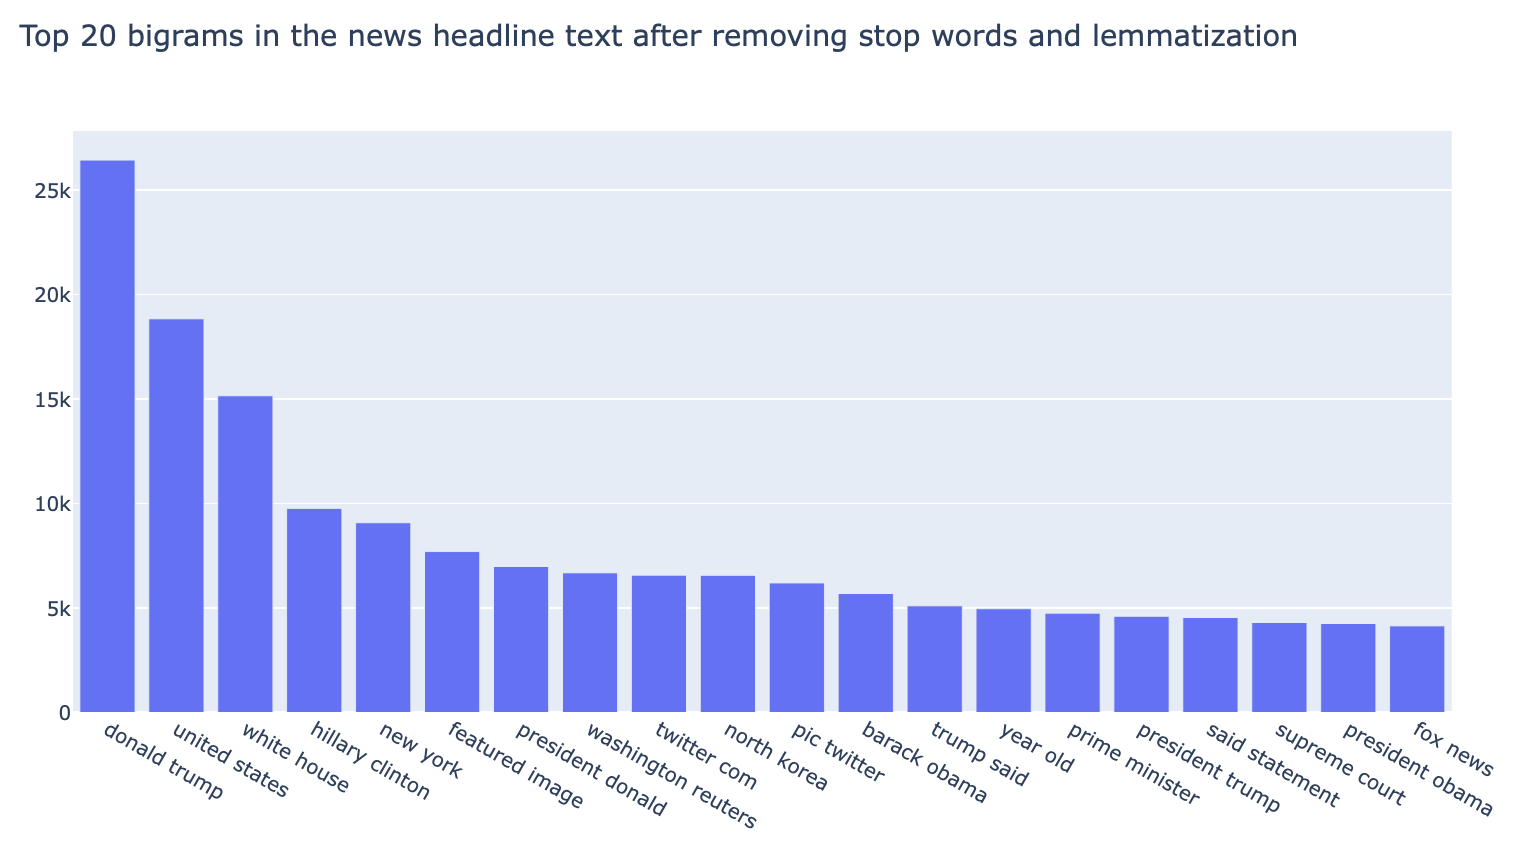 Top 20 bigrams in the news headline text after removing stop words and lemmatization
25k
20k
15k
10k
5k
0
donald trump
united states
white house
hillary clinton
new york
featured image
president donald
washington reuters
twitter com
north korea
pic twitter
barack obama
trump said
year old
prime minister
president trump
said statement
supreme court
president obama
fox news